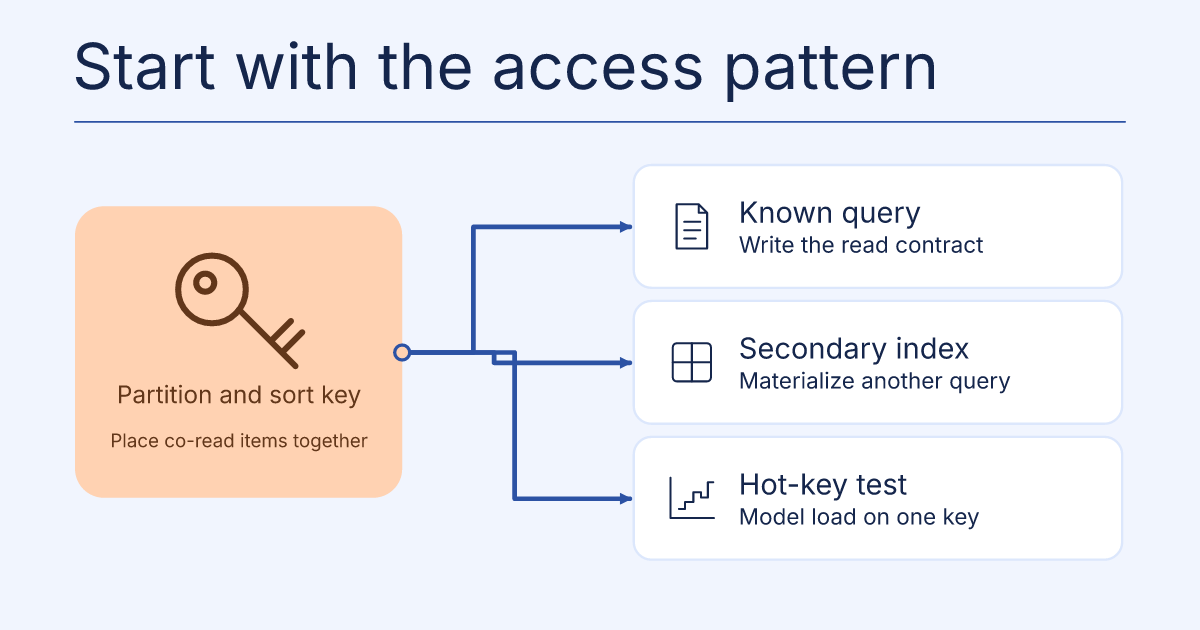 Start with the access pattern
Partition and sort key
Place co-read items together
Known query
Write the read contract
Secondary index
Materialize another query
Hot-key test
Model load on one key